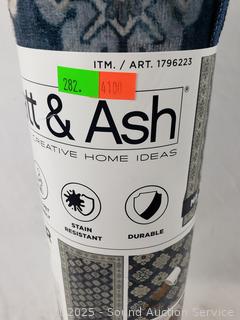 ITM. / ART. 1796223
282.
4100
tt & Ash®
CREATIVE HOME IDEAS
STAIN
RESISTANT
DURABLE
2025 - Sound Auction Service